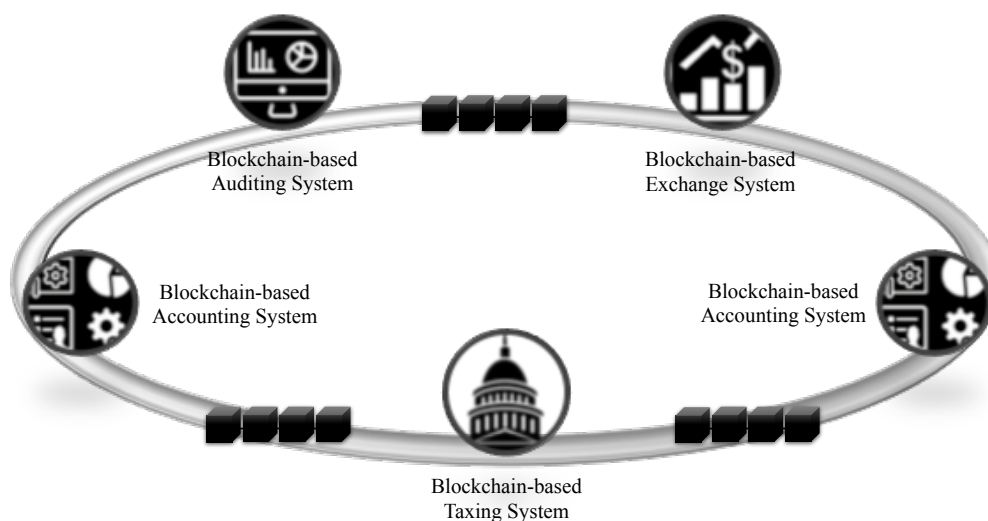 Blockchain-based
Auditing System
Blockchain-based
Exchange System
Blockchain-based
Accounting System
Blockchain-based
Accounting System
Blockchain-based
Taxing System
$